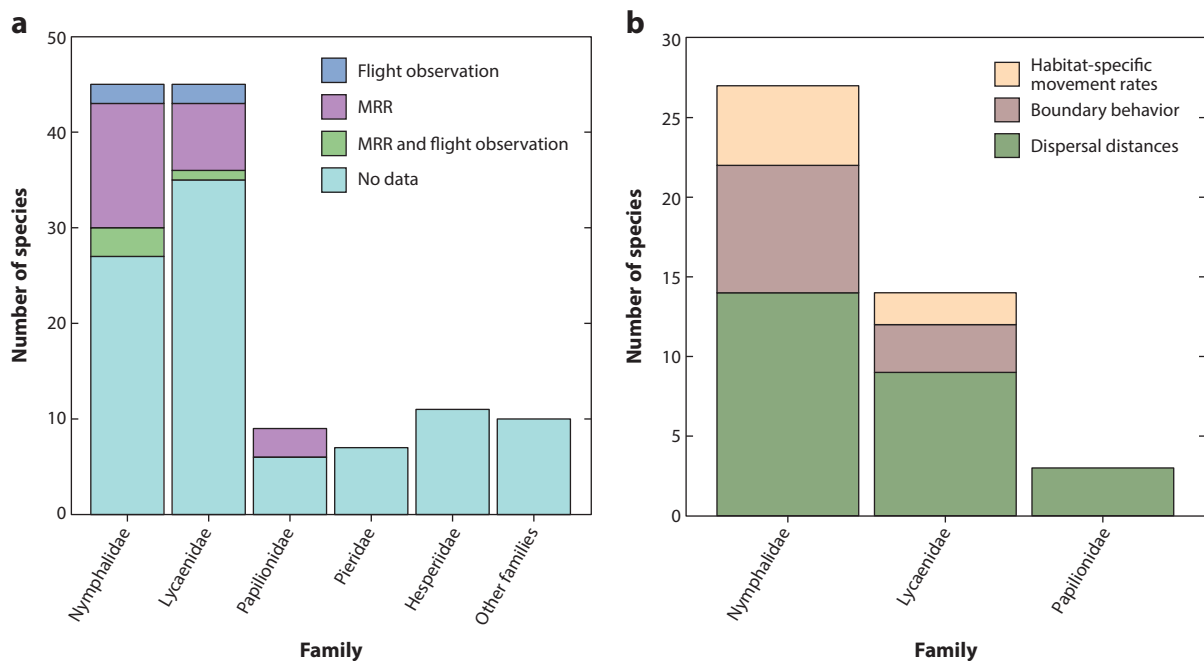 a
50
40
30
20
10
0
Number of species
Flight observation
MRR
MRR and flight observation
No data
Nymphalidae
Lycaenidae
Papilionidae
Pieridae
Hesperiidae
Other families
Family
b
30
25
20
15
10
5
0
Number of species
Habitat-specific
movement rates
Boundary behavior
Dispersal distances
Nymphalidae
Lycaenidae
Papilionidae
Family